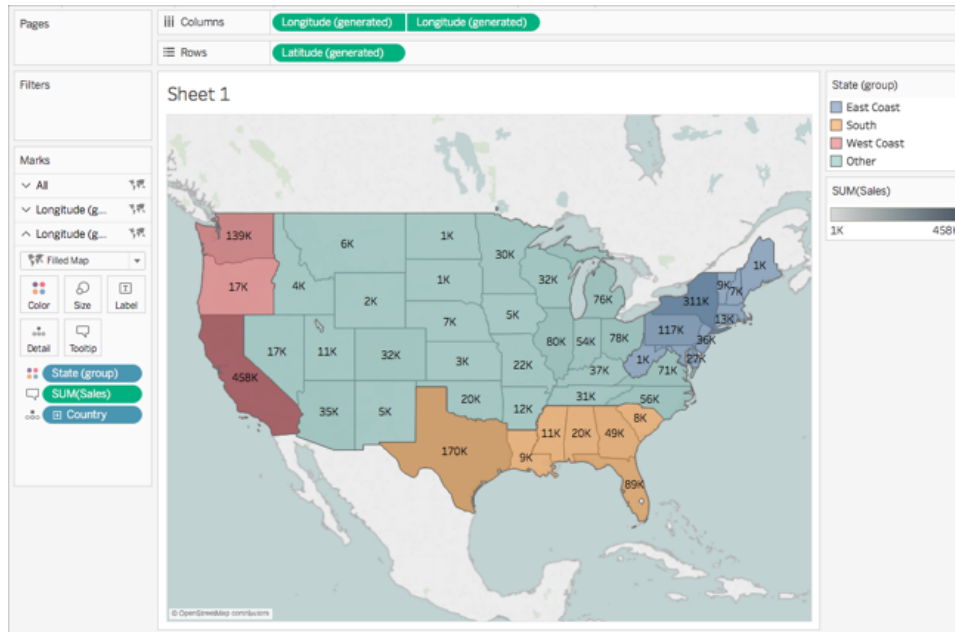 Pages
Columns
Longitude (generated)
Longitude (generated)
Rows
Latitude (generated)
Filters
Marks
All
Longitude (g...
Longitude (g...
Filled Map
Color
Size
Label
Detail
Tooltip
State (group)
SUM(Sales)
Country
Sheet 1
139K
6K
1K
30K
1K
17K
4K
2K
1K
32K
76K
9K
7K
311K
13K
7K
5K
117K
36K
458K
17K
11K
32K
3K
22K
80K
54K
78K
1K
27K
37K
71K
35K
5K
20K
12K
31K
56K
8K
170K
9K
11K
20K
49K
89K
© OpenStreetMap contributors
State (group)
East Coast
South
West Coast
Other
SUM(Sales)
1K
458K